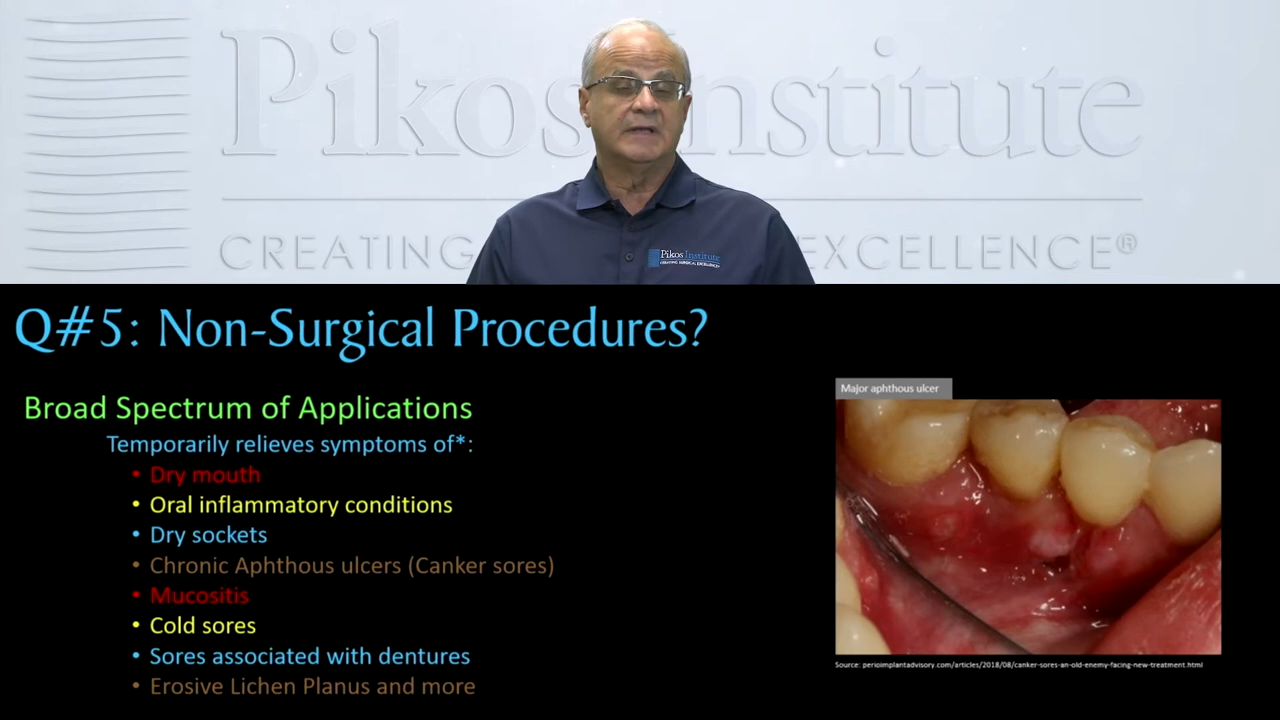 Pikos Institute
CREATING EXCELLENCE®
Pikos Institute
CREATING SURGICAL EXCELLENCE
Q#5: Non-Surgical Procedures?
Broad Spectrum of Applications
Temporarily relieves symptoms of*:
• Dry mouth
• Oral inflammatory conditions
• Dry sockets
• Chronic Aphthous ulcers (Canker sores)
• Mucositis
• Cold sores
• Sores associated with dentures
• Erosive Lichen Planus and more
Major aphthous ulcer
Source: perioimplantadvisory.com/articles/2018/08/canker-sores-an-old-enemy-facing-new-treatment.html